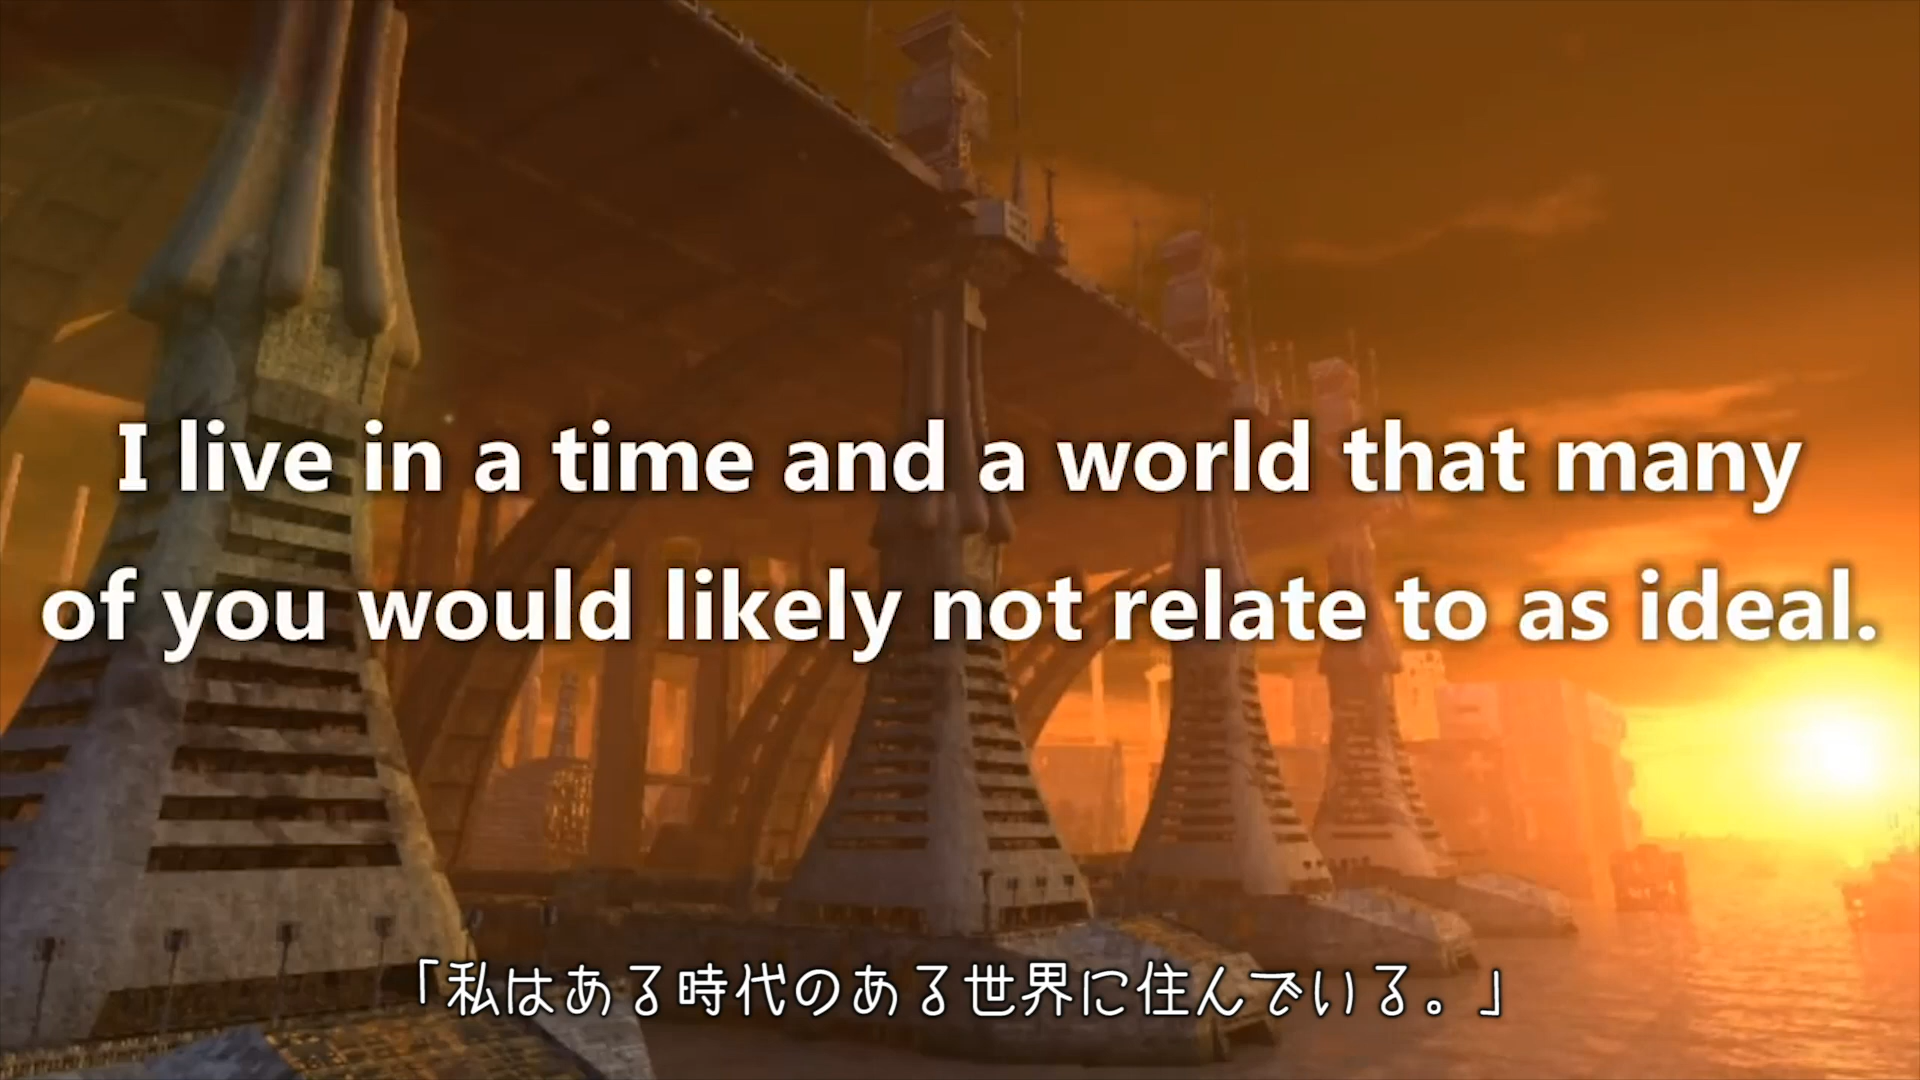 I live in a time and a world that many
of you would likely not relate to as ideal.
「私はある時代のある世界に住んでいる。」